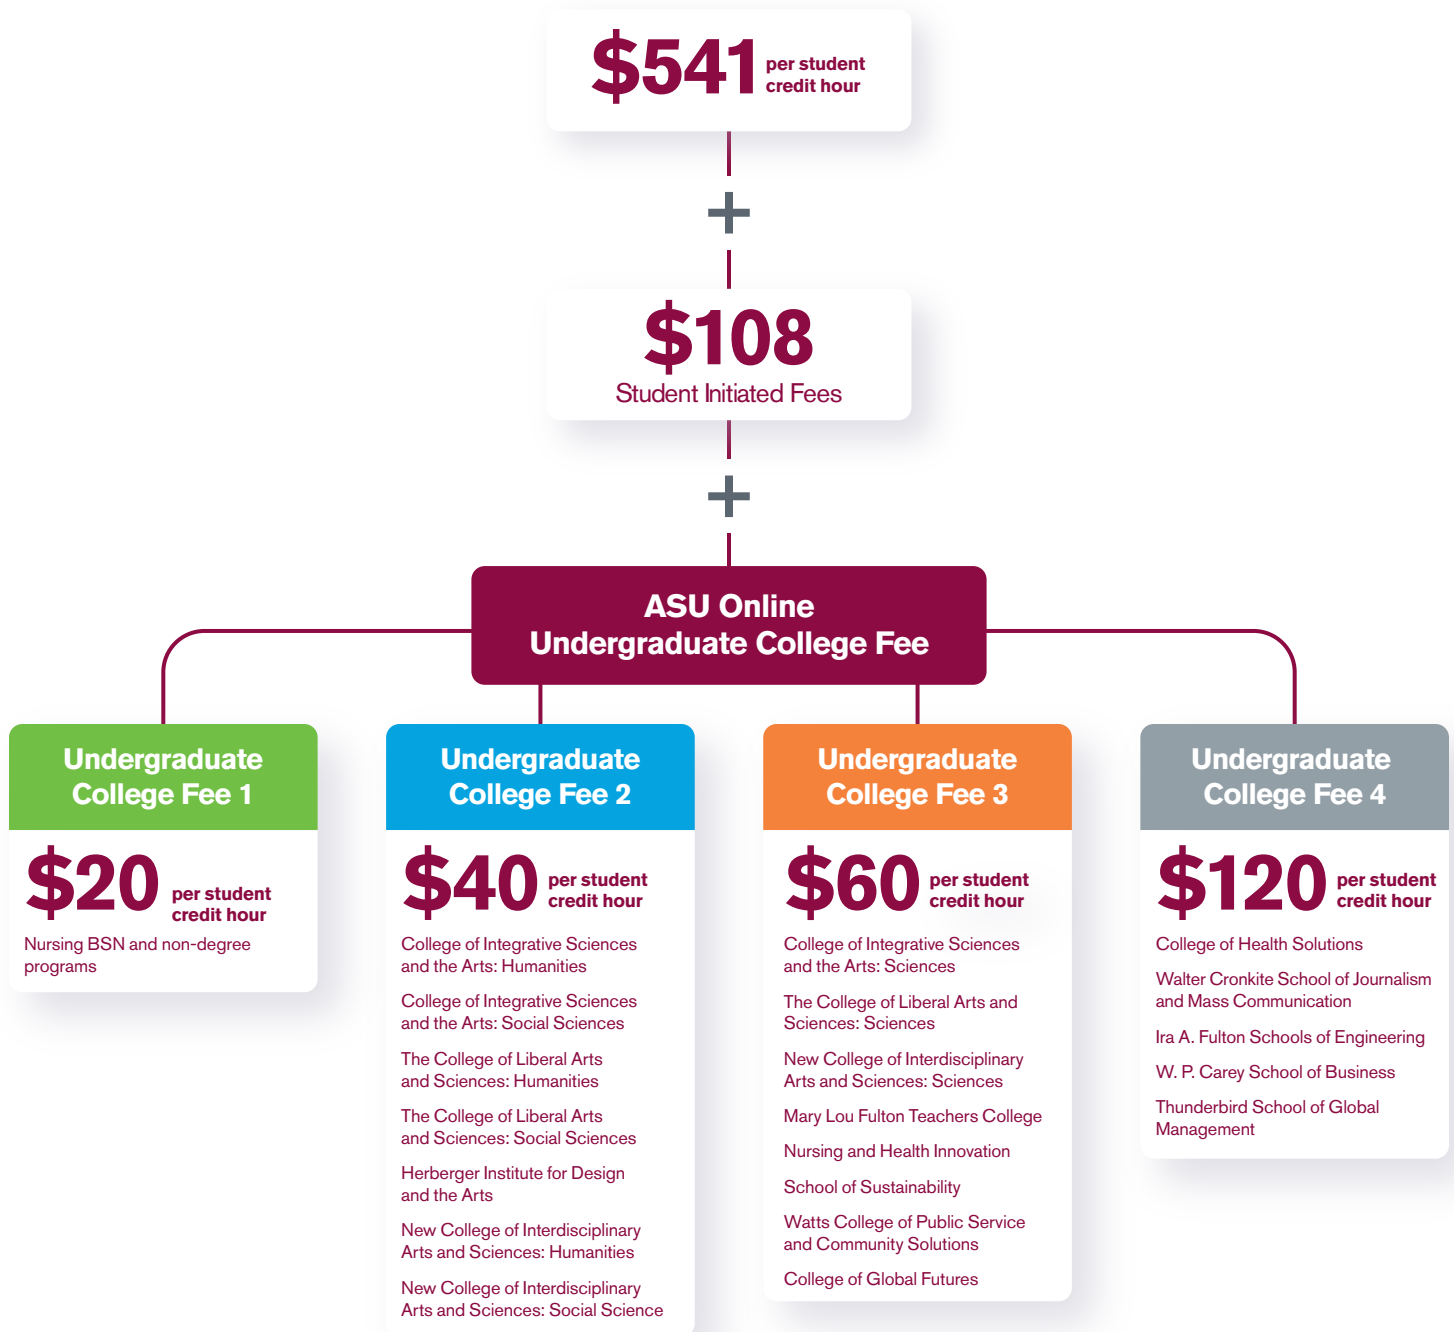 $541 per student
credit hour
+
$108
Student Initiated Fees
+
ASU Online
Undergraduate College Fee
Undergraduate
College Fee 1
$20 per student
credit hour
Nursing BSN and non-degree
programs
Undergraduate
College Fee 2
$40 per student
credit hour
College of Integrative Sciences
and the Arts: Humanities
College of Integrative Sciences
and the Arts: Social Sciences
The College of Liberal Arts
and Sciences: Humanities
The College of Liberal Arts
and Sciences: Social Sciences
Herberger Institute for Design
and the Arts
New College of Interdisciplinary
Arts and Sciences: Humanities
New College of Interdisciplinary
Arts and Sciences: Social Science
Undergraduate
College Fee 3
$60 per student
credit hour
College of Integrative Sciences
and the Arts: Sciences
The College of Liberal Arts and
Sciences: Sciences
New College of Interdisciplinary
Arts and Sciences: Sciences
Mary Lou Fulton Teachers College
Nursing and Health Innovation
School of Sustainability
Watts College of Public Service
and Community Solutions
College of Global Futures
Undergraduate
College Fee 4
$120 per student
credit hour
College of Health Solutions
Walter Cronkite School of Journalism
and Mass Communication
Ira A. Fulton Schools of Engineering
W. P. Carey School of Business
Thunderbird School of Global
Management